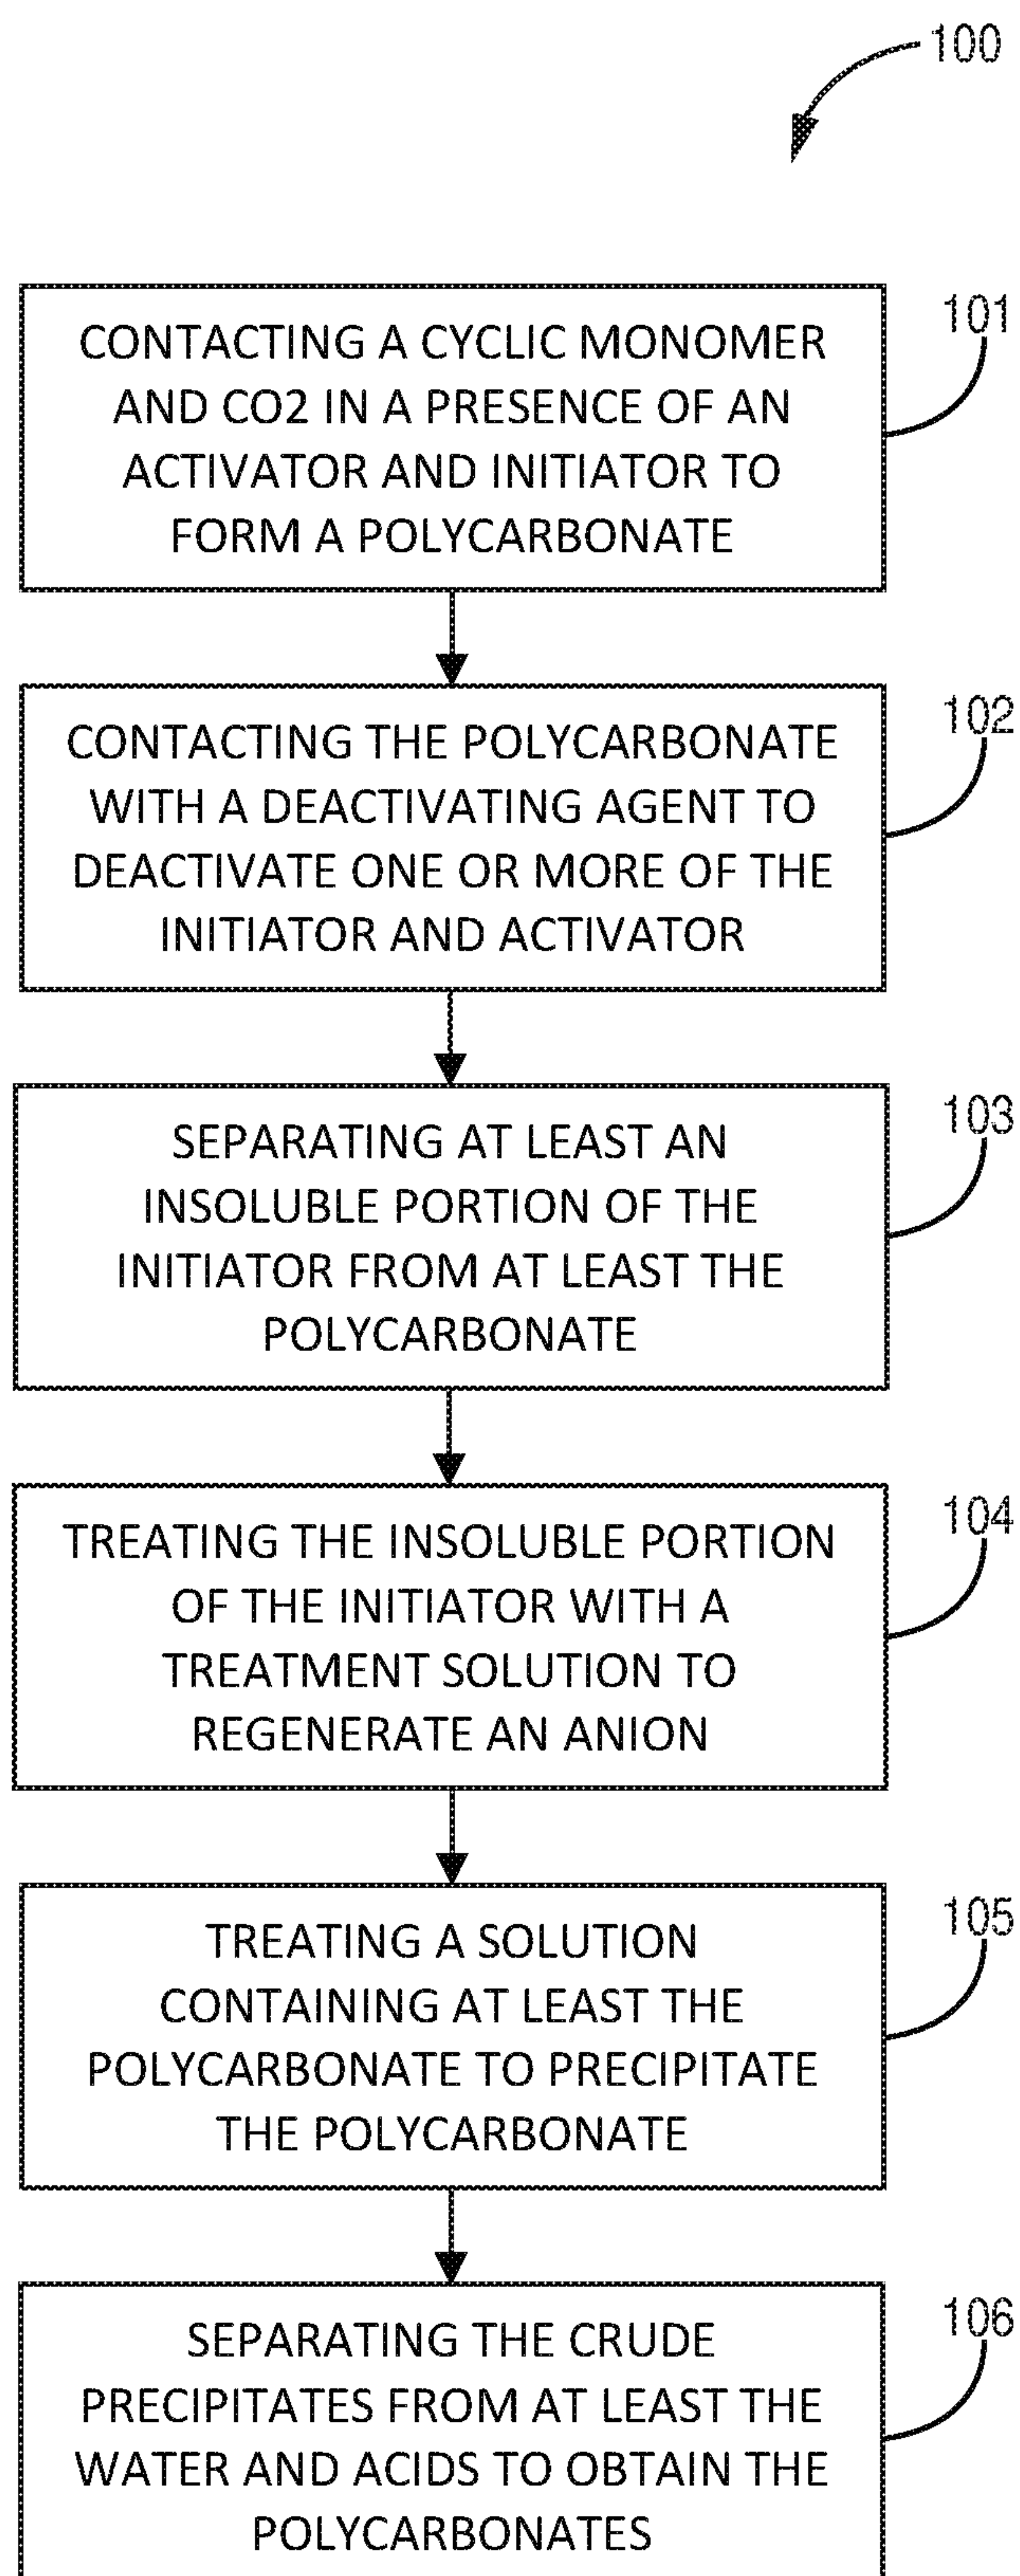 100
101
CONTACTING A CYCLIC MONOMER
AND CO2 IN A PRESENCE OF AN
ACTIVATOR AND INITIATOR TO
FORM A POLYCARBONATE
102
CONTACTING THE POLYCARBONATE
WITH A DEACTIVATING AGENT TO
DEACTIVATE ONE OR MORE OF THE
INITIATOR AND ACTIVATOR
103
SEPARATING AT LEAST AN
INSOLUBLE PORTION OF THE
INITIATOR FROM AT LEAST THE
POLYCARBONATE
104
TREATING THE INSOLUBLE PORTION
OF THE INITIATOR WITH A
TREATMENT SOLUTION TO
REGENERATE AN ANION
105
TREATING A SOLUTION
CONTAINING AT LEAST THE
POLYCARBONATE TO PRECIPITATE
THE POLYCARBONATE
106
SEPARATING THE CRUDE
PRECIPITATES FROM AT LEAST THE
WATER AND ACIDS TO OBTAIN THE
POLYCARBONATES